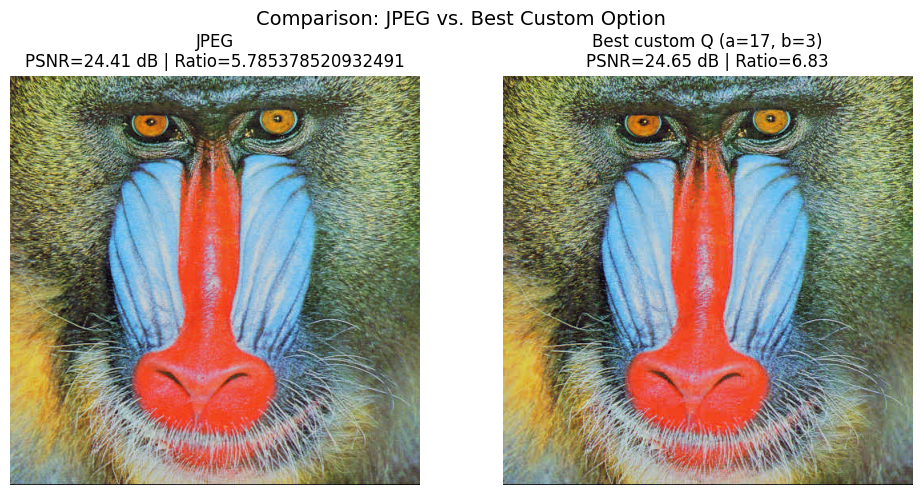 Comparison: JPEG vs. Best Custom Option
JPEG
PSNR=24.41 dB | Ratio=5.785378520932491
Best custom Q (a=17, b=3)
PSNR=24.65 dB | Ratio=6.83